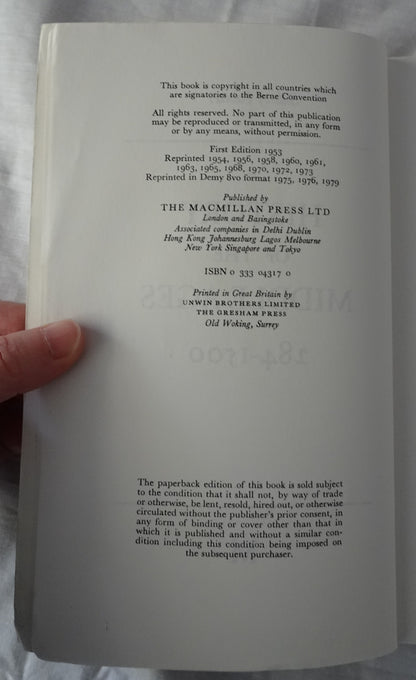 This book is copyright in all countries which
are signatories to the Berne Convention
All rights reserved. No part of this publication
may be reproduced or transmitted, in any form
or by any means, without permission.
First Edition 1953
Reprinted 1954, 1956, 1958, 1960, 1961,
1963, 1965, 1968, 1970, 1972, 1973
Reprinted in Demy 8vo format 1975, 1976, 1979
Published by
THE MACMILLAN PRESS LTD
London and Basingstoke
Associated companies in Delhi Dublin
Hong Kong Johannesburg Lagos Melbourne
New York Singapore and Tokyo
ISBN 0 333 04317 0
Printed in Great Britain by
UNWIN BROTHERS LIMITED
THE GRESHAM PRESS
Old Woking, Surrey
The paperback edition of this book is sold subject
to the condition that it shall not, by way of trade
or otherwise, be lent, resold, hired out, or otherwise
circulated without the publisher's prior consent, in
any form of binding or cover other than that in
which it is published and without a similar con-
dition including this condition being imposed on
the subsequent purchaser.